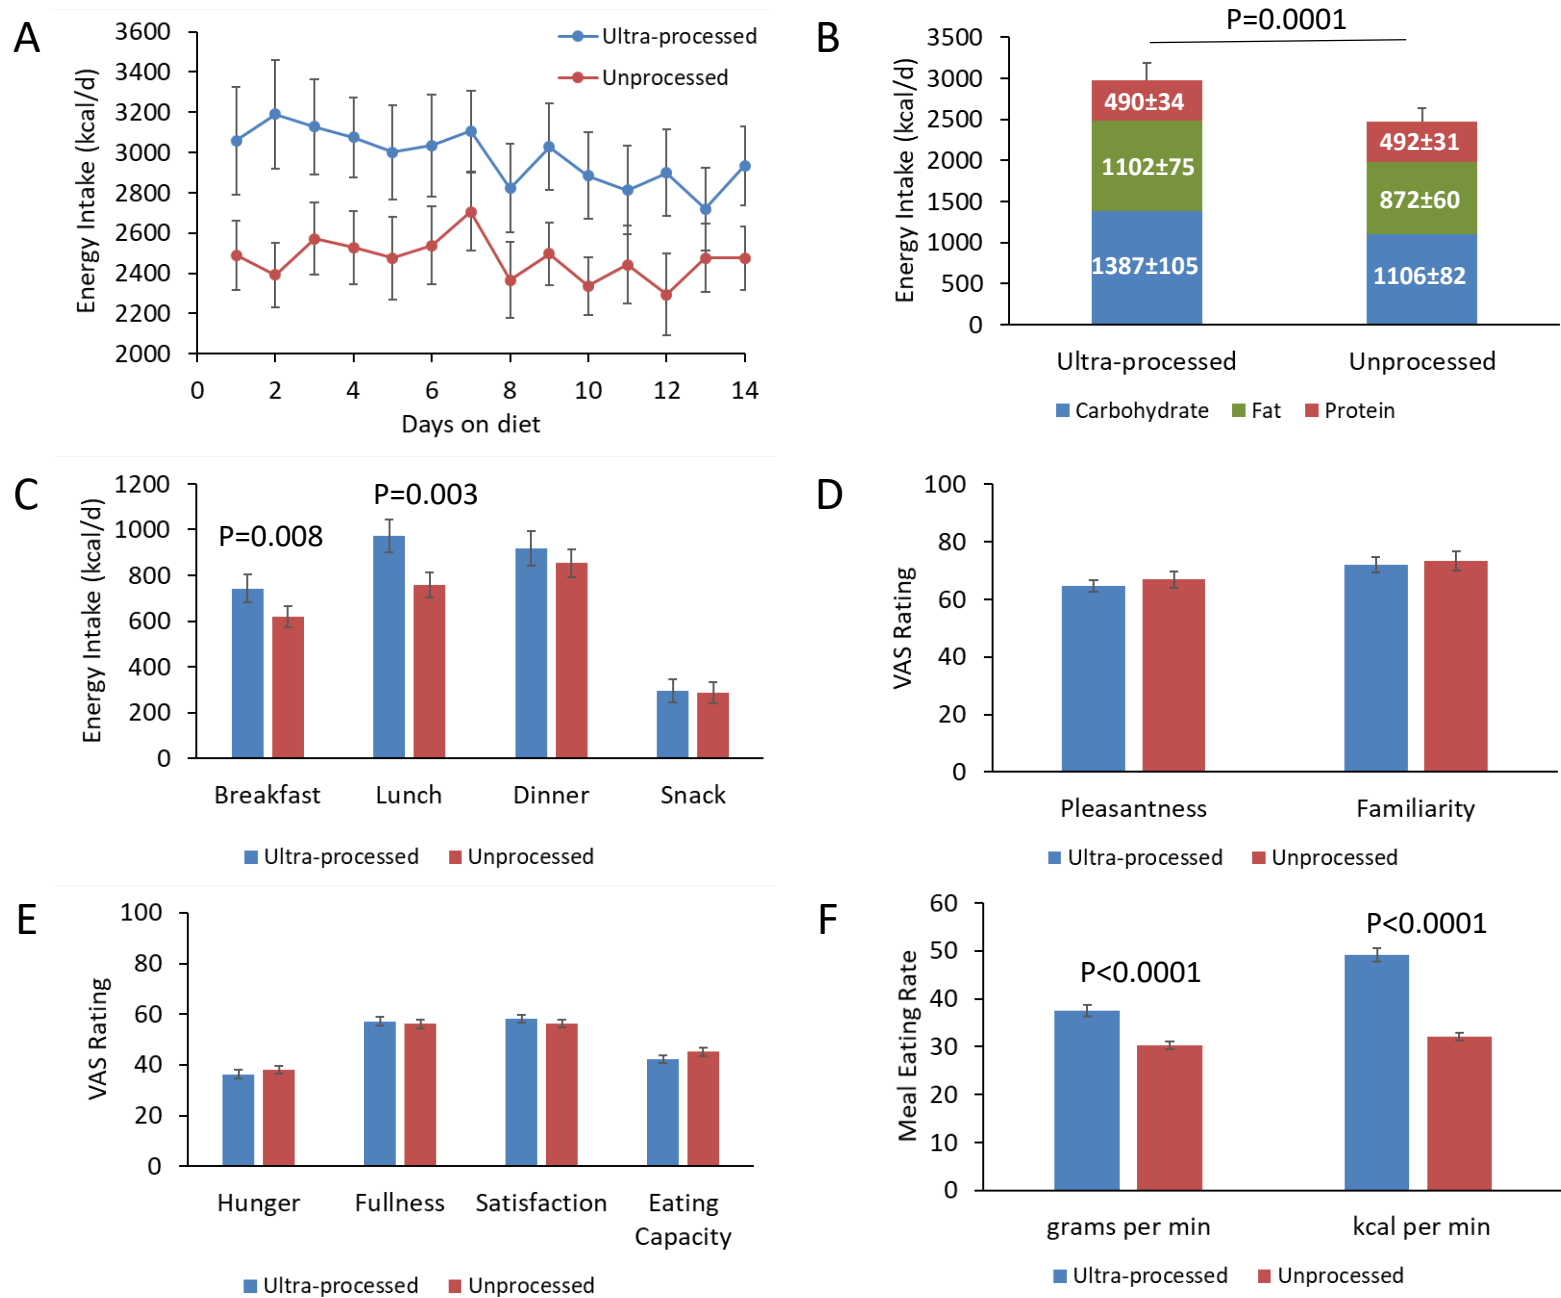 A
Energy Intake (kcal/d)
3600
3400
3200
3000
2800
2600
2400
2200
2000
0 2 4 6 8 10 12 14
Days on diet
Ultra-processed
Unprocessed
B
P=0.0001
Energy Intake (kcal/d)
3500
3000
2500
2000
1500
1000
500
0
490±34
1102±75
1387±105
492±31
872±60
1106±82
Ultra-processed Unprocessed
Carbohydrate Fat Protein
C
Energy Intake (kcal/d)
1200
1000
800
600
400
200
0
P=0.008
P=0.003
Breakfast Lunch Dinner Snack
Ultra-processed Unprocessed
D
VAS Rating
100
80
60
40
20
0
Pleasantness Familiarity
Ultra-processed Unprocessed
E
VAS Rating
100
80
60
40
20
0
Hunger Fullness Satisfaction Eating
Capacity
Ultra-processed Unprocessed
F
Meal Eating Rate
60
50
40
30
20
10
0
P<0.0001
P<0.0001
grams per min kcal per min
Ultra-processed Unprocessed